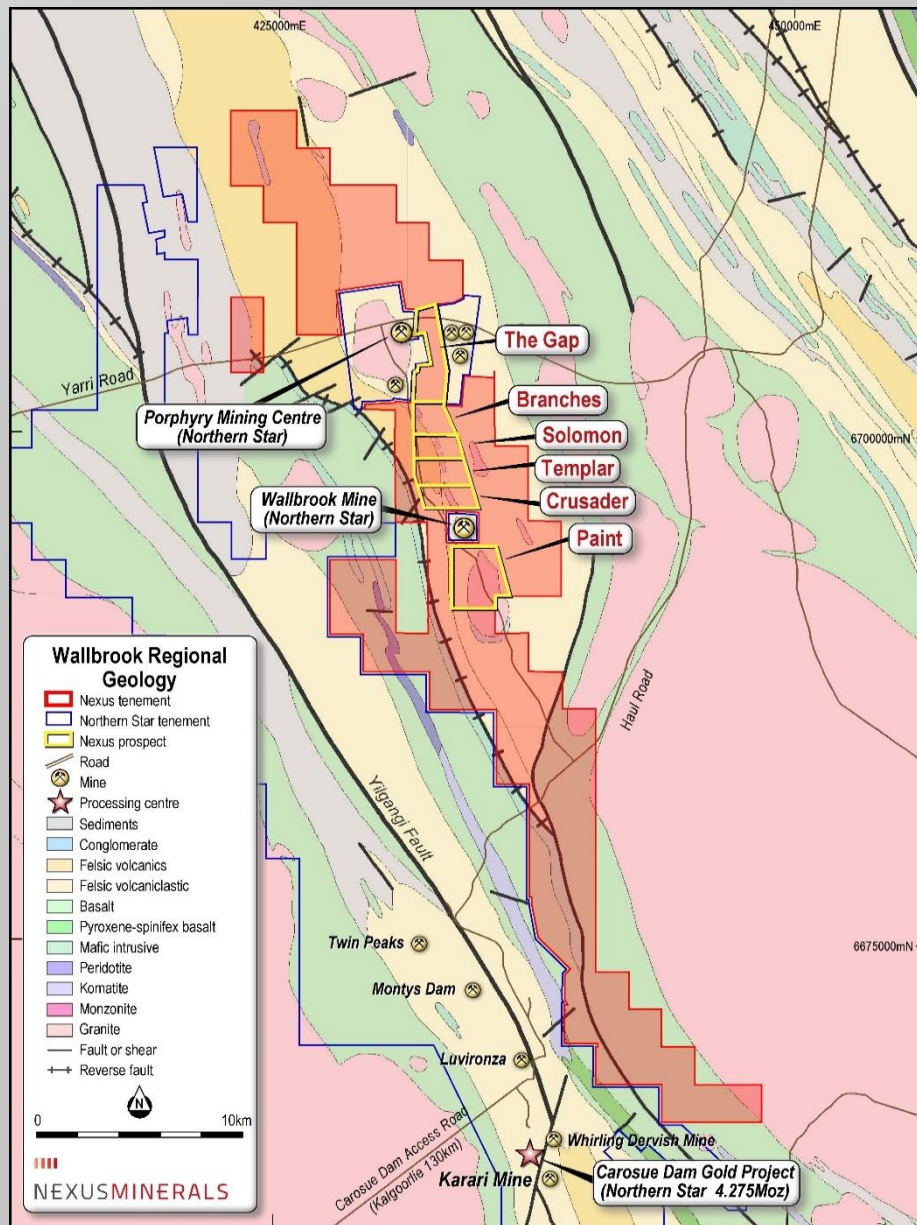 425000mE
450000mE
The Gap
Yarri Road
Branches
Porphyry Mining Centre
(Northern Star)
Solomon
6700000mN
Templar
Wallbrook Mine
(Northern Star)
Crusader
Paint
Wallbrook Regional
Geology
Nexus tenement
Northern Star tenement
Nexus prospect
Road
Mine
Processing centre
Sediments
Conglomerate
Felsic volcanics
Felsic volcaniclastic
Basalt
Pyroxene-spinifex basalt
Mafic intrusive
Peridotite
Komatite
Monzonite
Granite
Fault or shear
Reverse fault
N
0 10km
NEXUSMINERALS
Haul Road
Yilgangi Fault
Twin Peaks
6675000mN
Montys Dam
Luvironza
Carosue Dam Access Road
(Kalgoorlie 130km)
Whirling Dervish Mine
Karari Mine
Carosue Dam Gold Project
(Northern Star 4.275Moz)